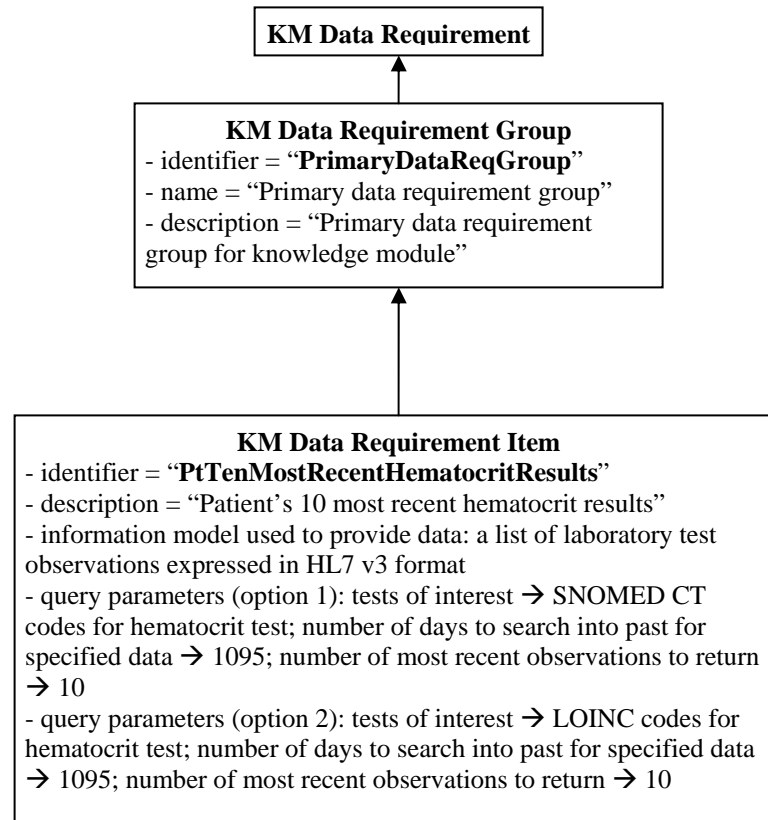 KM Data Requirement
KM Data Requirement Group
- identifier = “PrimaryDataReqGroup”
- name = “Primary data requirement group”
- description = “Primary data requirement
group for knowledge module”
KM Data Requirement Item
- identifier = “PtTenMostRecentHematocritResults”
- description = “Patient’s 10 most recent hematocrit results”
- information model used to provide data: a list of laboratory test
observations expressed in HL7 v3 format
- query parameters (option 1): tests of interest → SNOMED CT
codes for hematocrit test; number of days to search into past for
specified data → 1095; number of most recent observations to return
→ 10
- query parameters (option 2): tests of interest → LOINC codes for
hematocrit test; number of days to search into past for specified data
→ 1095; number of most recent observations to return → 10